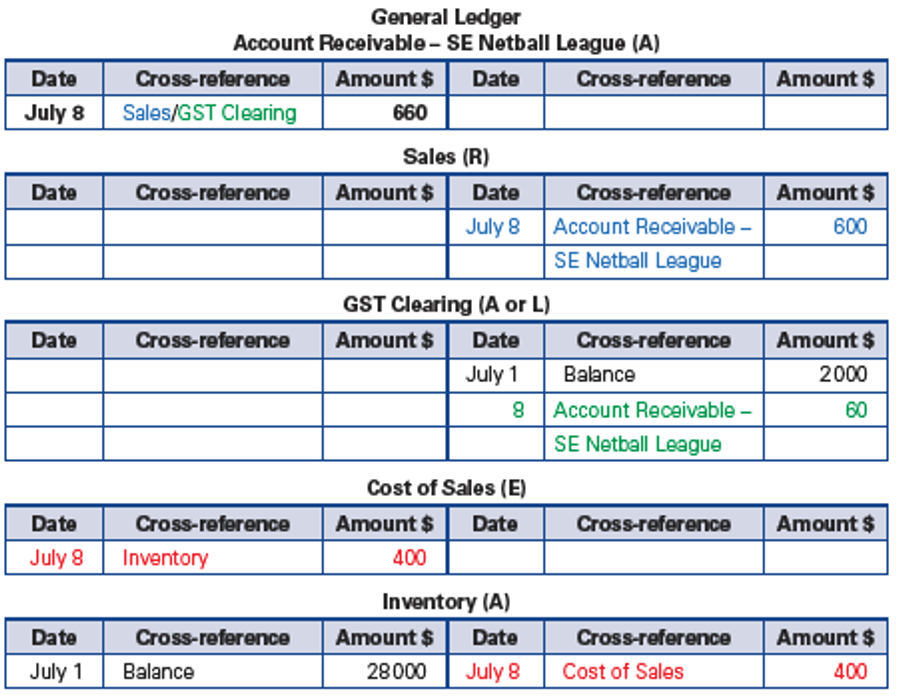 General Ledger
Account Receivable – SE Netball League (A)
Date Cross-reference Amount $ Date Cross-reference Amount $
July 8 Sales/GST Clearing 660
Sales (R)
Date Cross-reference Amount $ Date Cross-reference Amount $
July 8 Account Receivable – 600
SE Netball League
GST Clearing (A or L)
Date Cross-reference Amount $ Date Cross-reference Amount $
July 1 Balance 2000
8 Account Receivable – 60
SE Netball League
Cost of Sales (E)
Date Cross-reference Amount $ Date Cross-reference Amount $
July 8 Inventory 400
Inventory (A)
Date Cross-reference Amount $ Date Cross-reference Amount $
July 1 Balance 28000 July 8 Cost of Sales 400